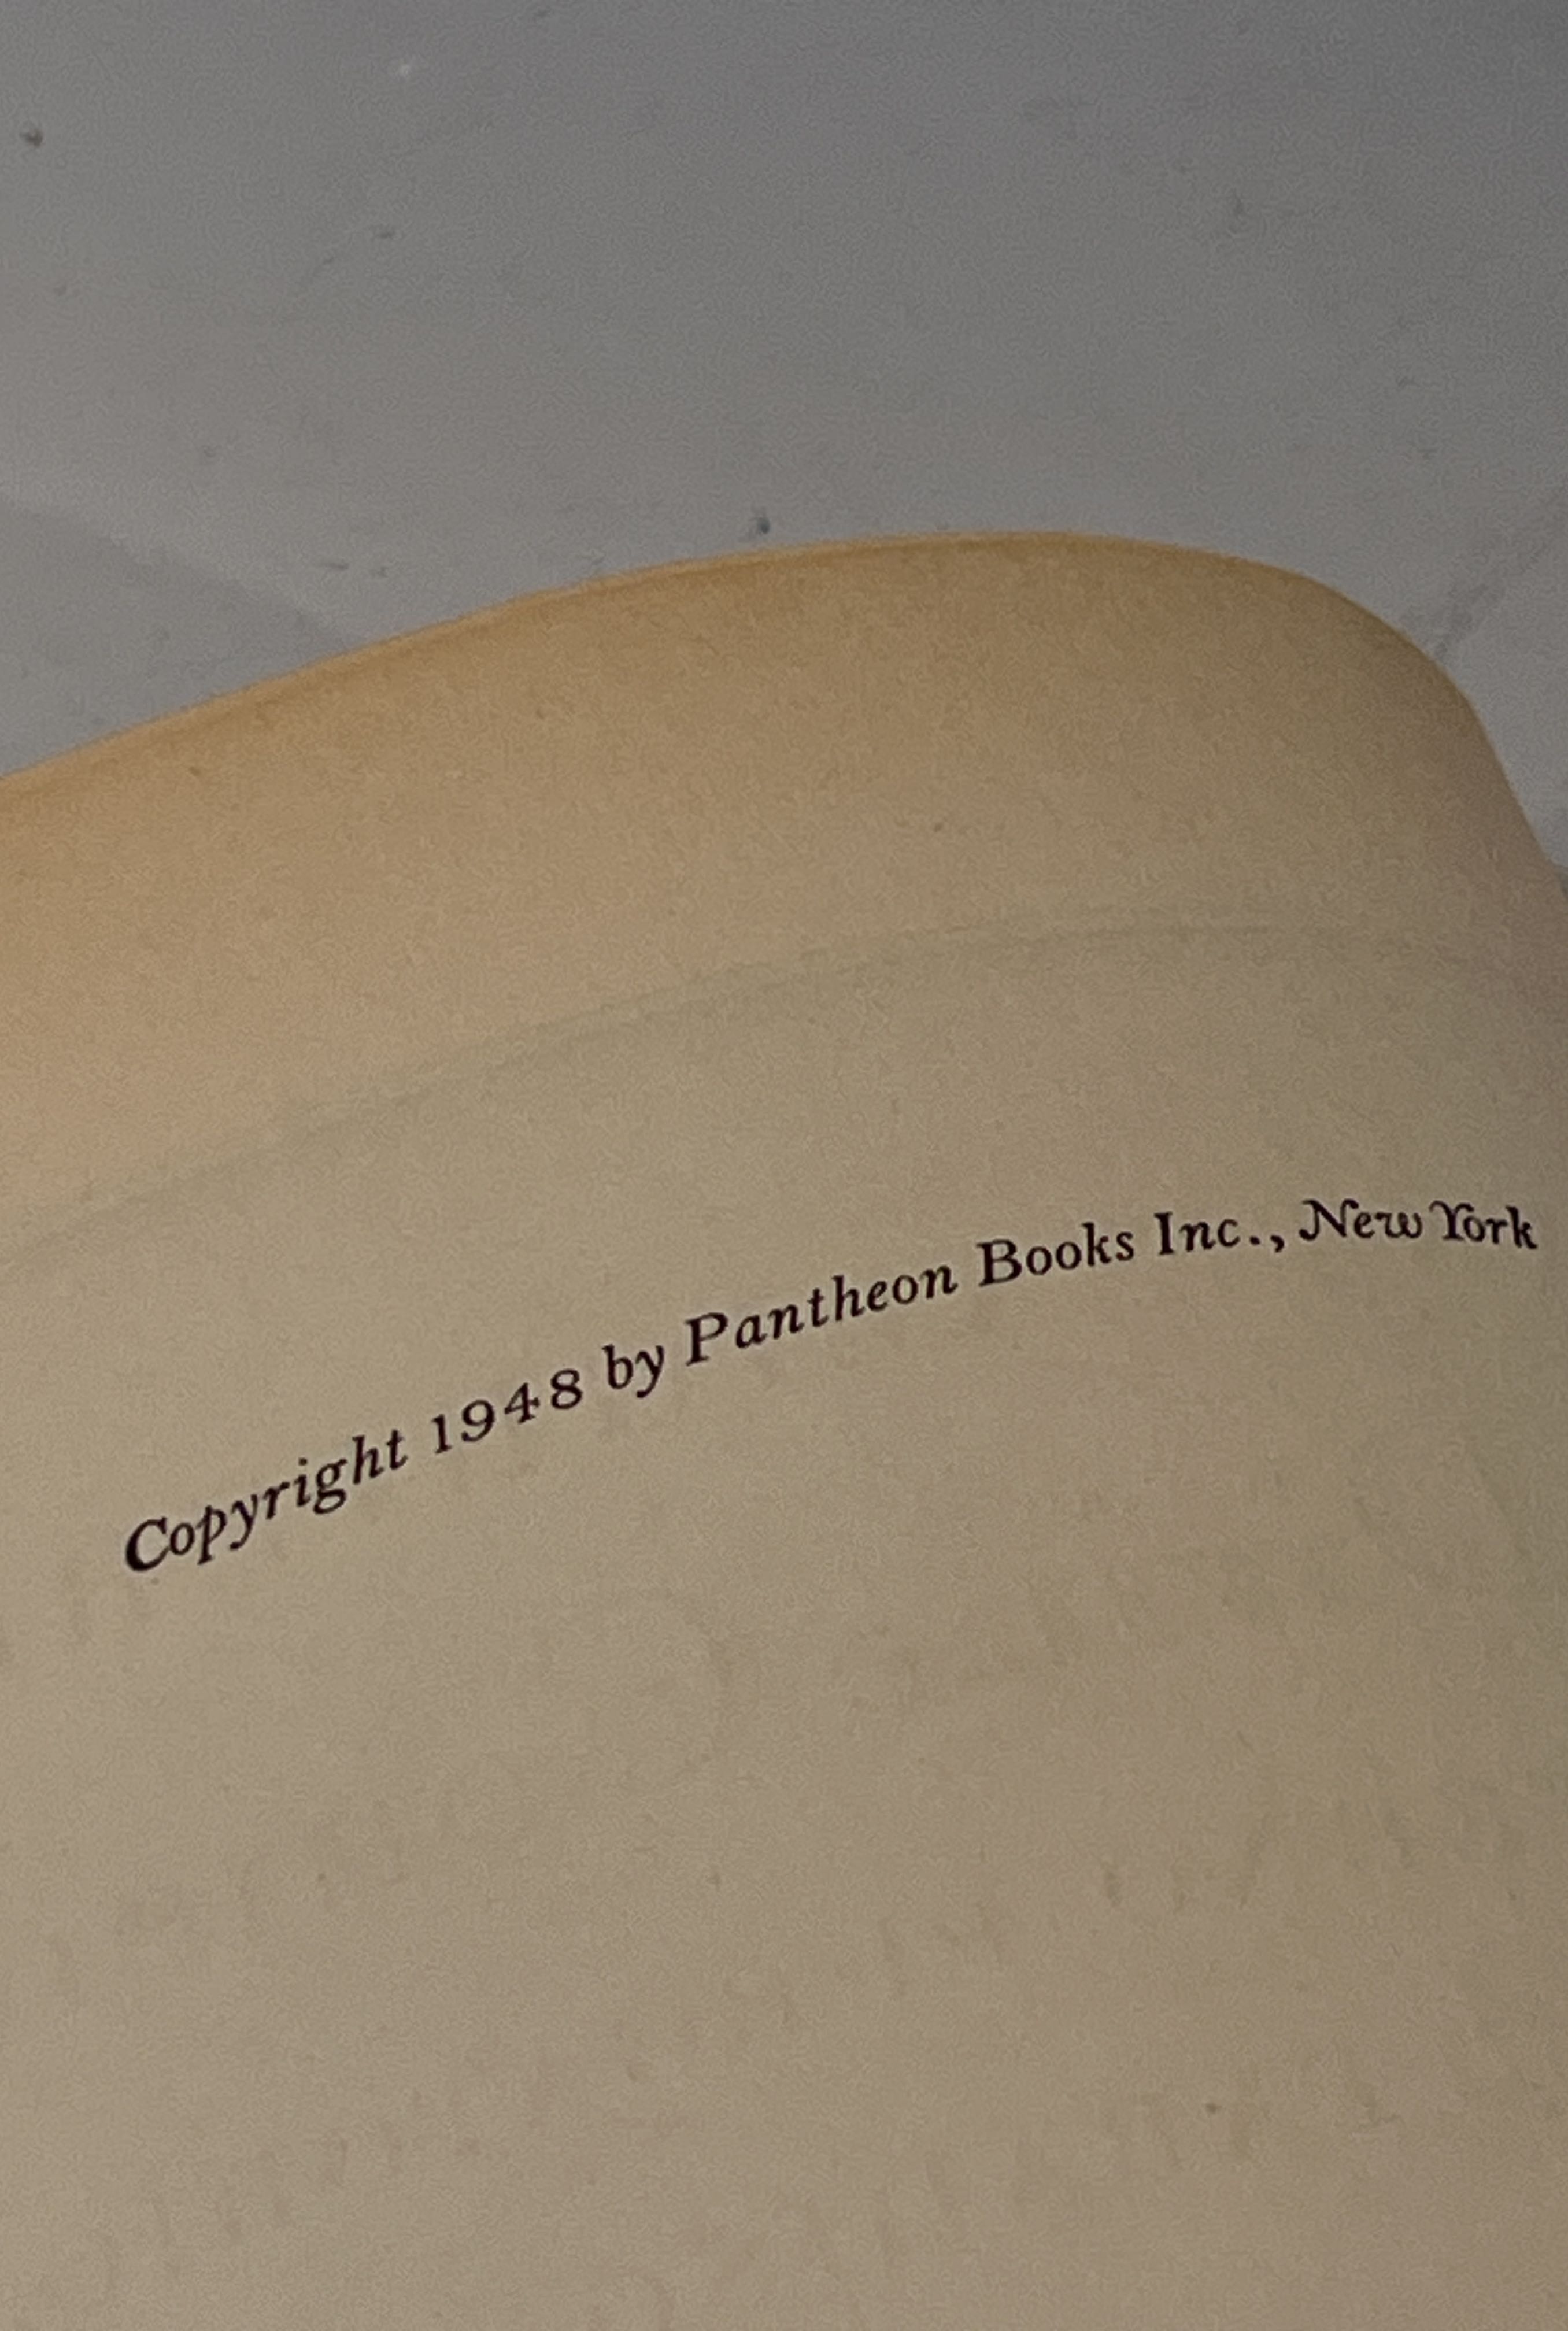 Copyright 1948 by Pantheon Books Inc., New York